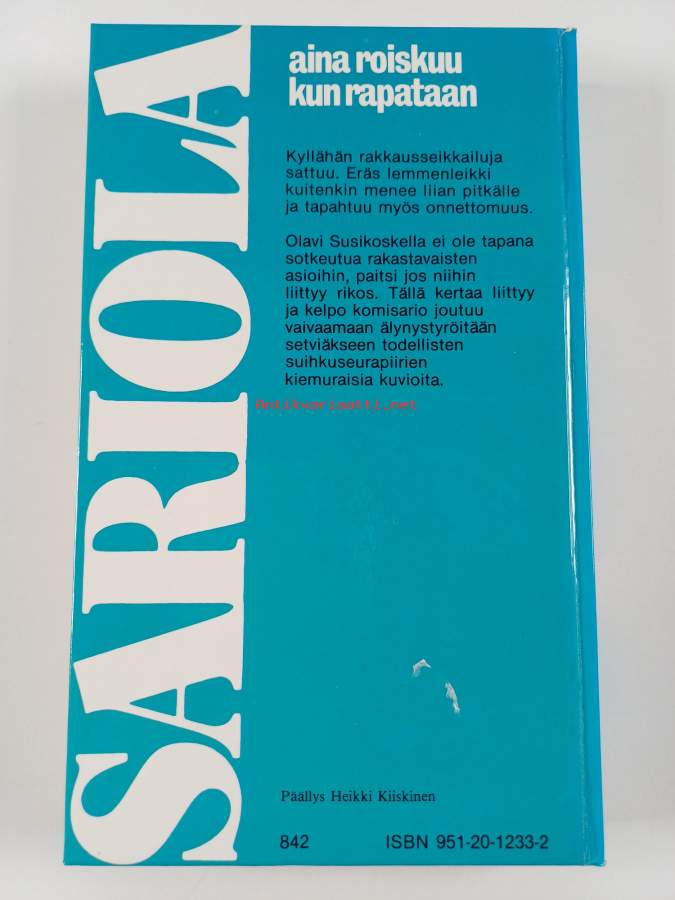 SARIOLA
aina roiskuu
kun rapataan
Kyllähän rakkausseikkailuja
sattuu. Eräs lemmenleikki
kuitenkin menee liian pitkälle
ja tapahtuu myös onnettomuus.
Olavi Susikoskella ei ole tapana
sotkeutua rakastavaisten
asioihin, paitsi jos niihin
liittyy rikos. Tällä kertaa liittyy
ja kelpo komisario joutuu
vaivaamaan älynystyröitään
setviäkseen todellisten
suihkuseurapiirien
kiemuraisia kuvioita.
Antikvariaatti.net
Päällys Heikki Kiiskinen
842 ISBN 951-20-1233-2